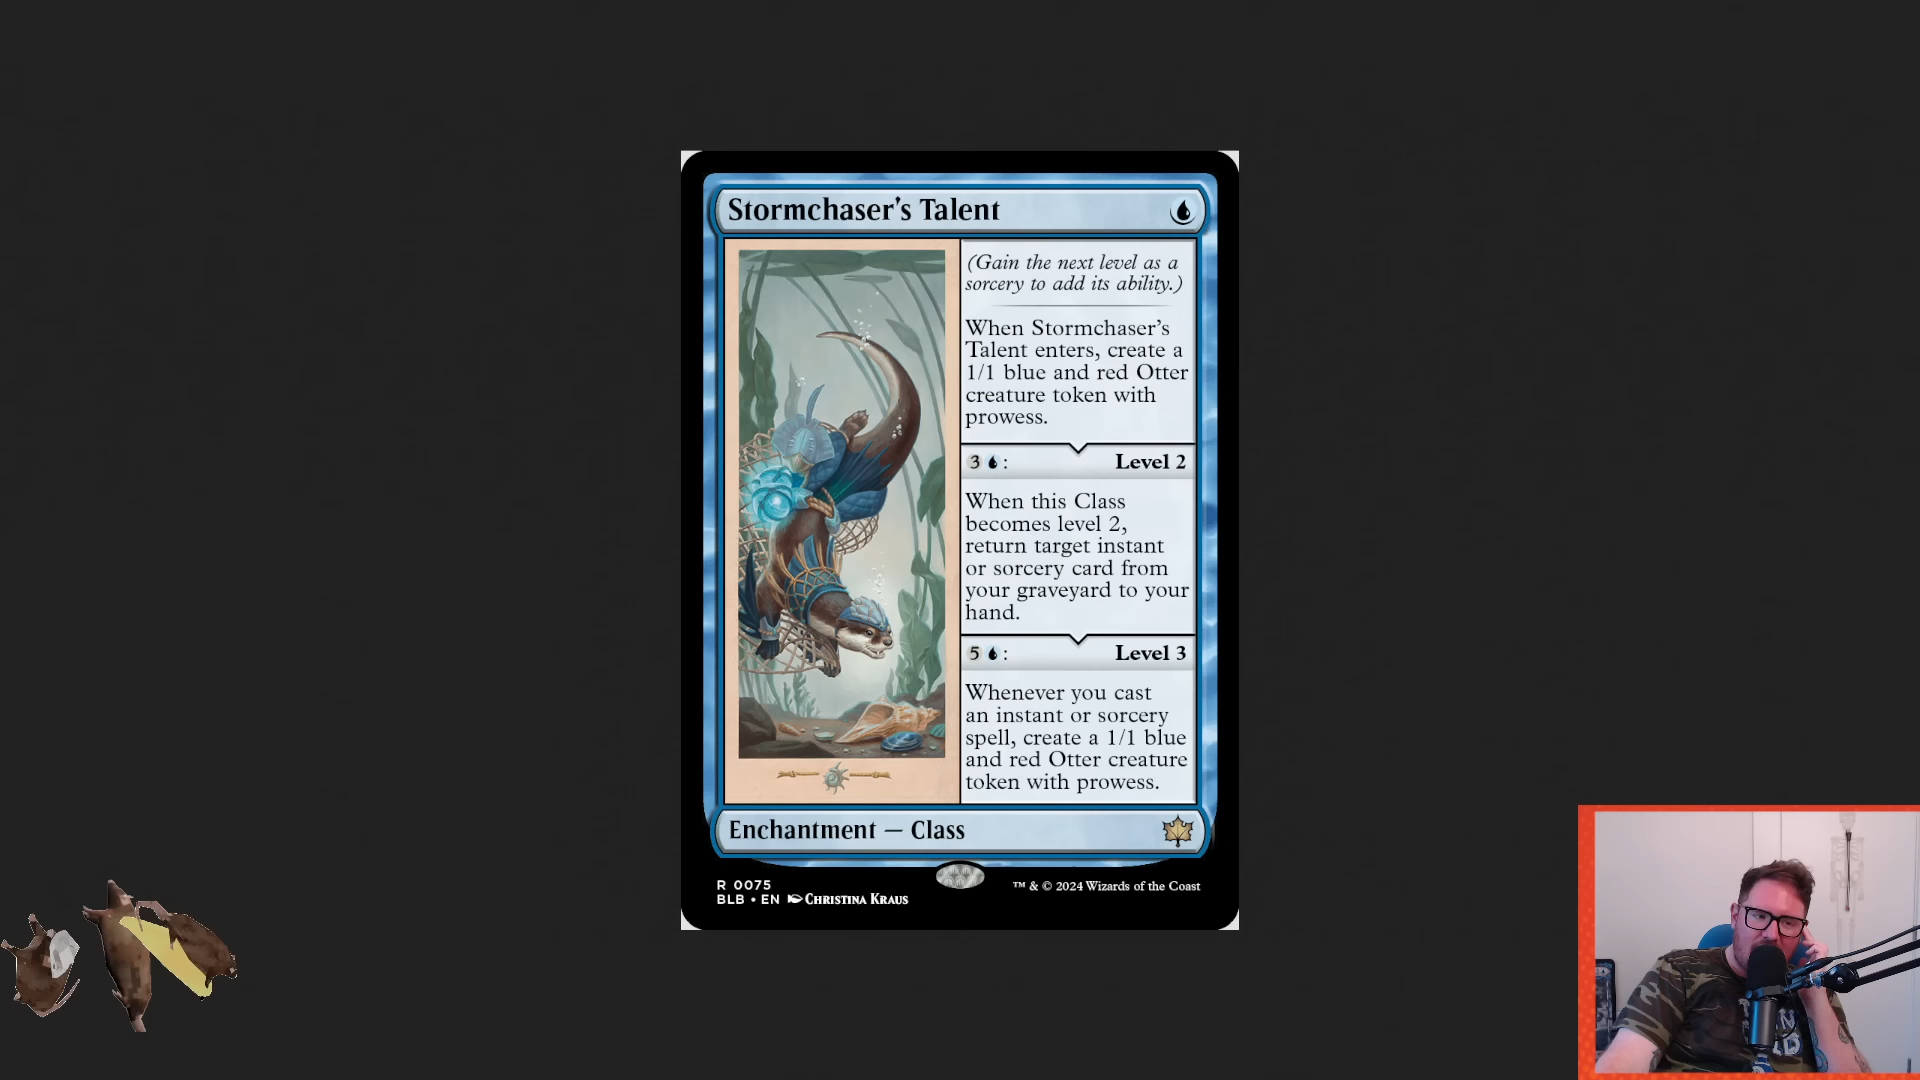 Stormchaser's Talent
(Gain the next level as a
sorcery to add its ability.)
When Stormchaser's
Talent enters, create a
1/1 blue and red Otter
creature token with
prowess.
3 : Level 2
When this Class
becomes level 2,
return target instant
or sorcery card from
your graveyard to your
hand.
5 : Level 3
Whenever you cast
an instant or sorcery
spell, create a 1/1 blue
and red Otter creature
token with prowess.
Enchantment — Class
R 0075
BLB • EN Christina Kraus
™ & © 2024 Wizards of the Coast